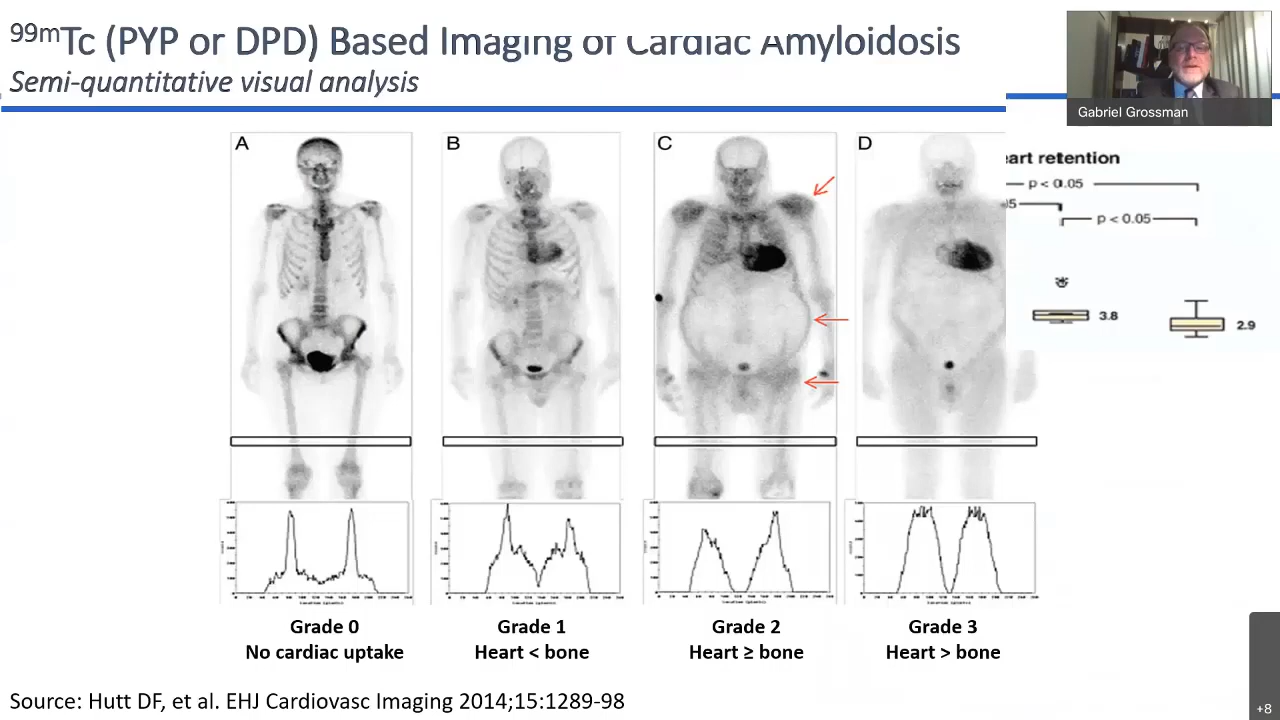 99mTc (PYP or DPD) Based Imaging of Cardiac Amyloidosis
Semi-quantitative visual analysis
Gabriel Grossman
A
B
C
D
art retention
p < 0.05
05
p < 0.05
3.8
2.9
Grade 0
No cardiac uptake
Grade 1
Heart < bone
Grade 2
Heart ≥ bone
Grade 3
Heart > bone
Source: Hutt DF, et al. EHJ Cardiovasc Imaging 2014;15:1289-98
+8